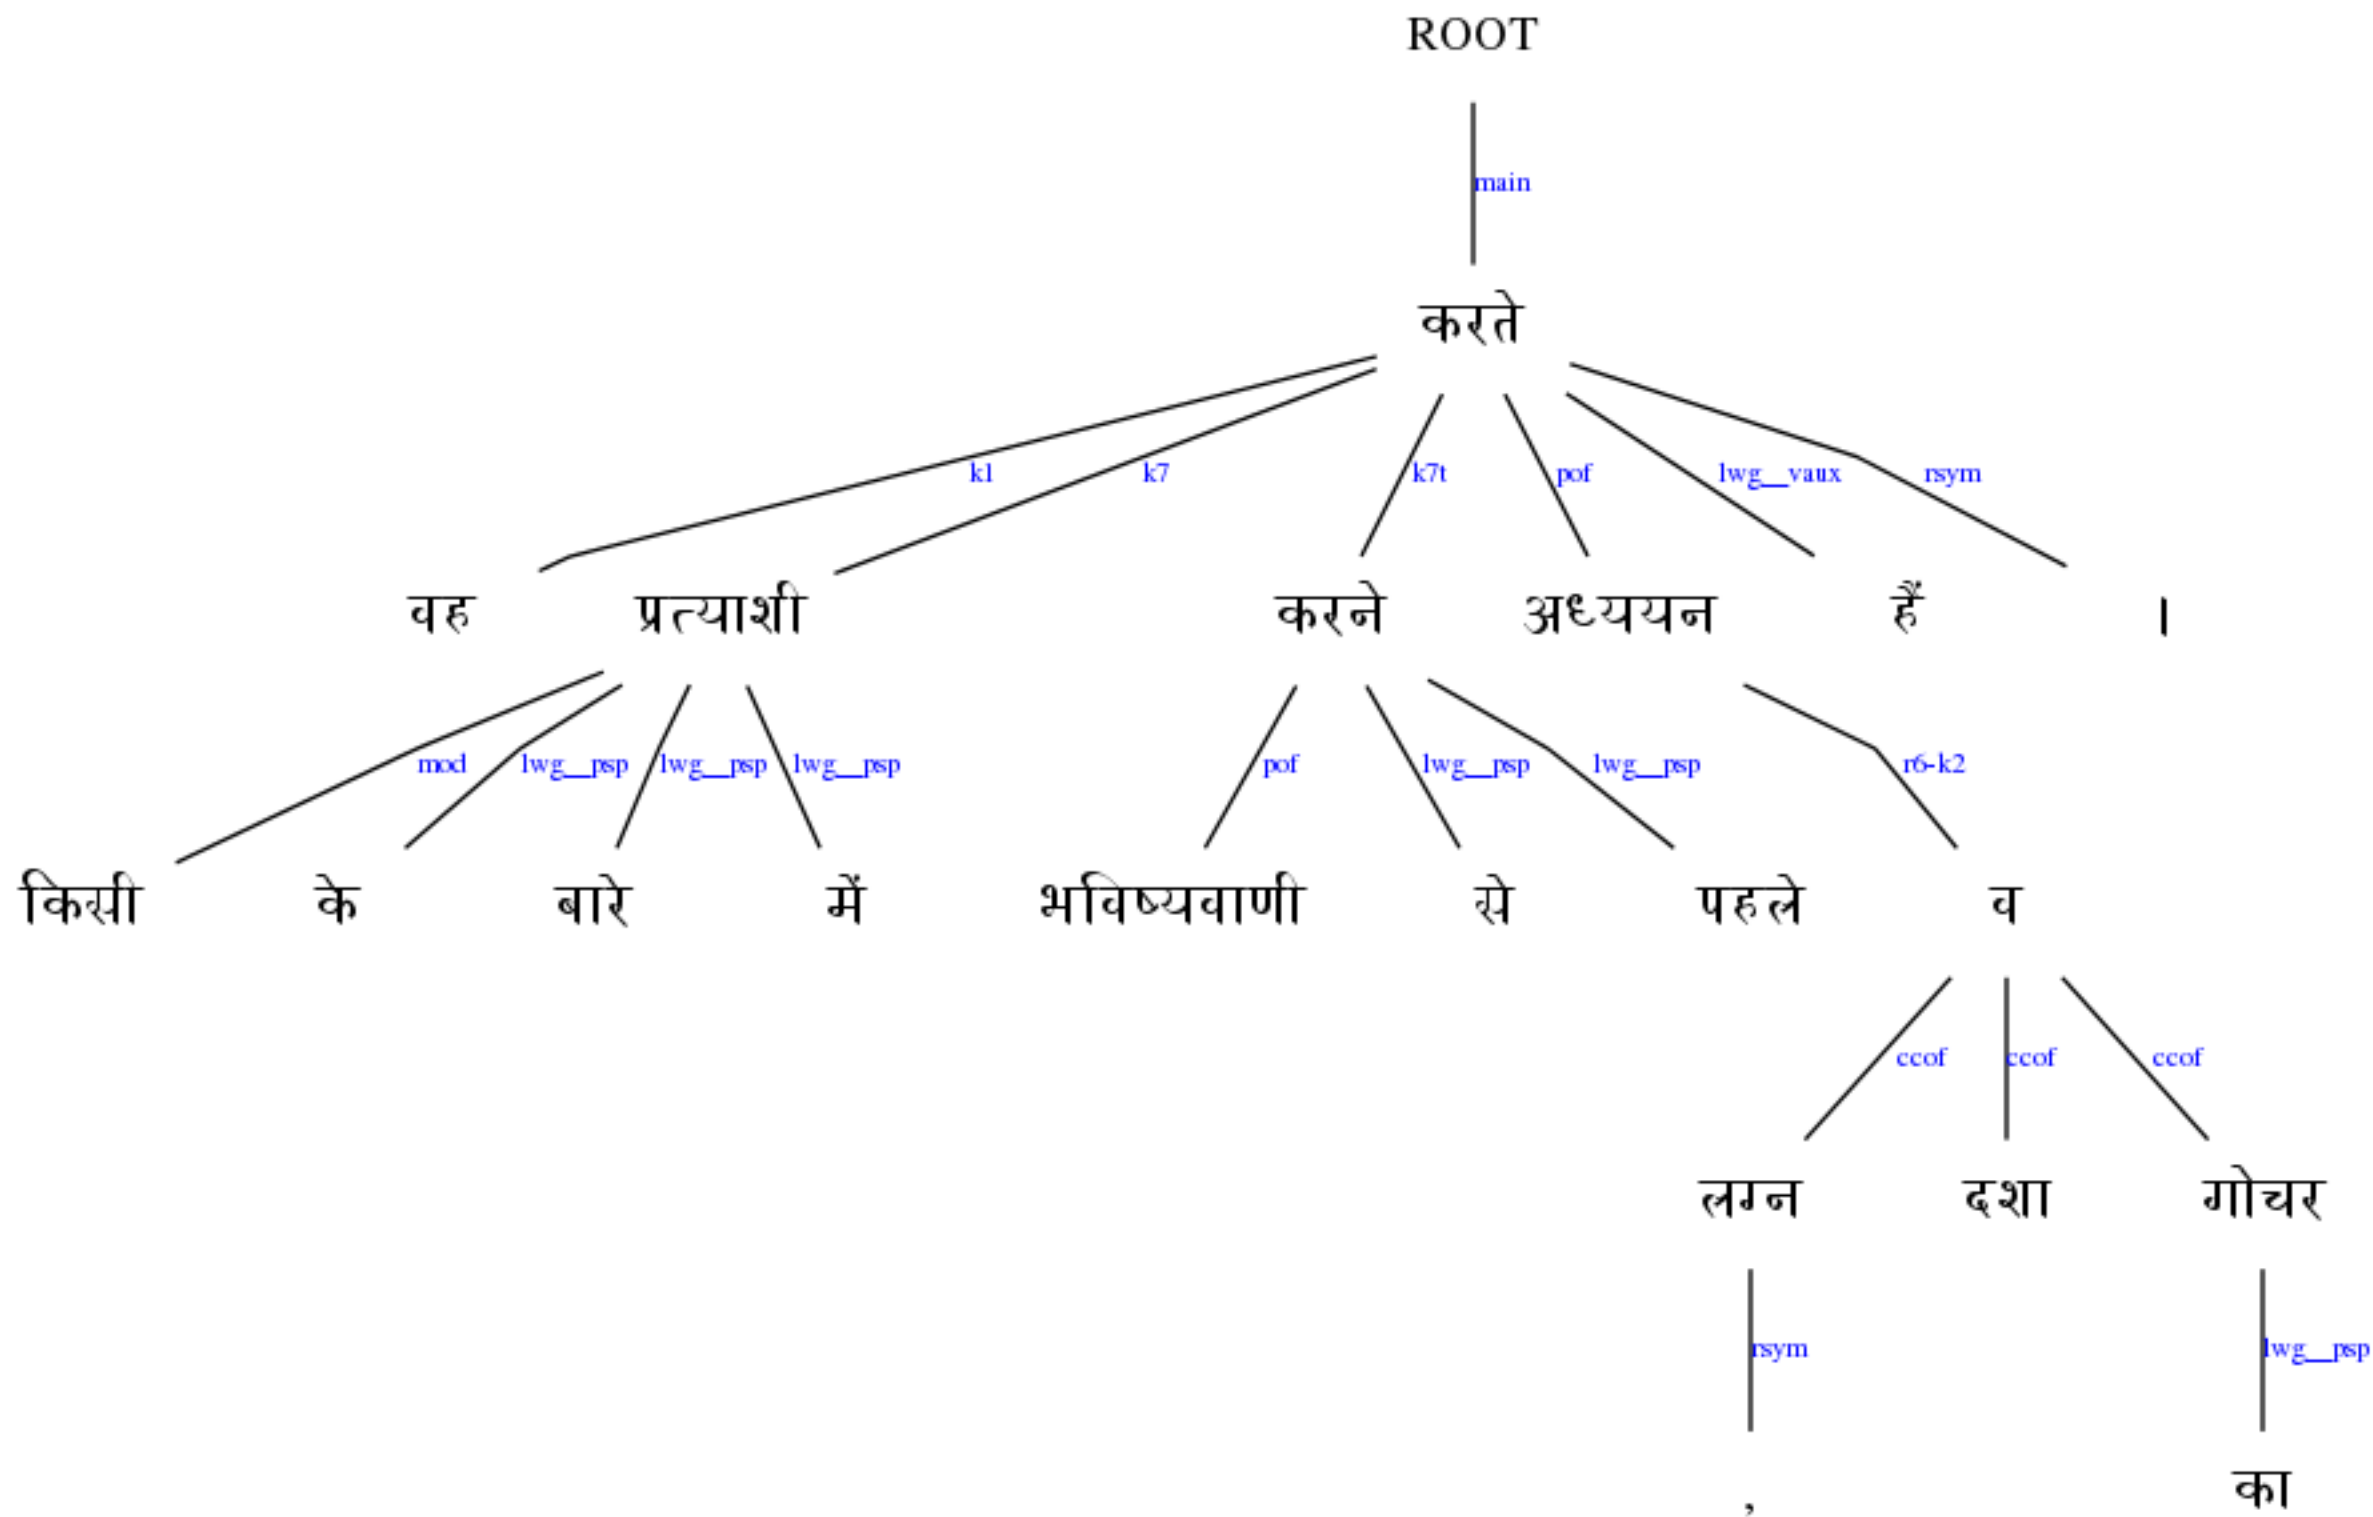 ROOT
main
करते
k1 k7 k7t pof lwg__vaux rsym
वह प्रत्याशी करने अध्ययन हैं ।
mod lwg__psp lwg__psp lwg__psp pof lwg__psp lwg__psp r6-k2
किसी के बारे में भविष्यवाणी से पहले व
ccof ccof ccof
लग्न दशा गोचर
rsym lwg__psp
, का